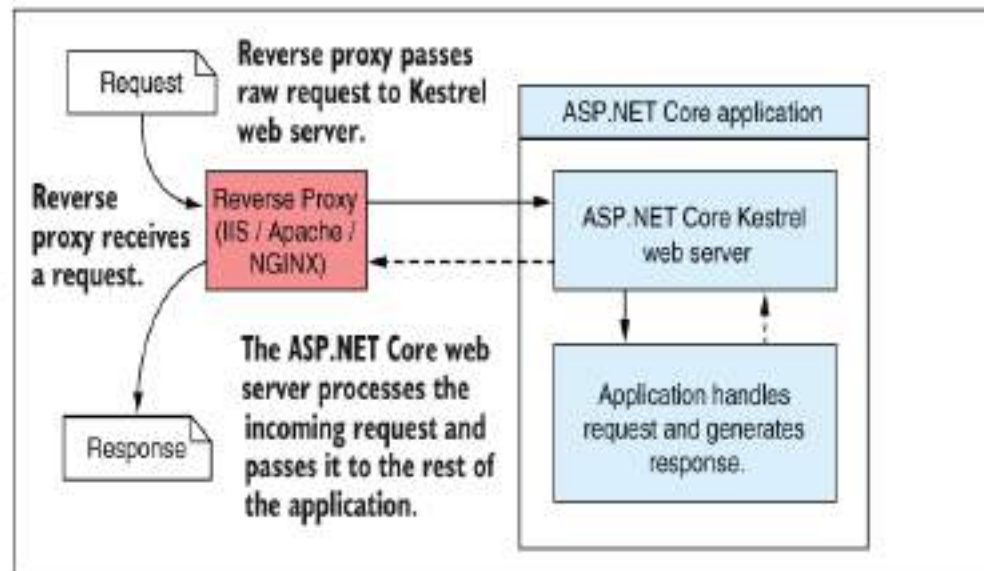 Request
Reverse proxy passes
raw request to Kestrel
web server.
ASP.NET Core application
Reverse
proxy receives
a request.
Reverse Proxy
(IIS / Apache /
NGINX)
ASP.NET Core Kestrel
web server
The ASP.NET Core web
server processes the
incoming request and
passes it to the rest of
the application.
Application handles
request and generates
response.
Response